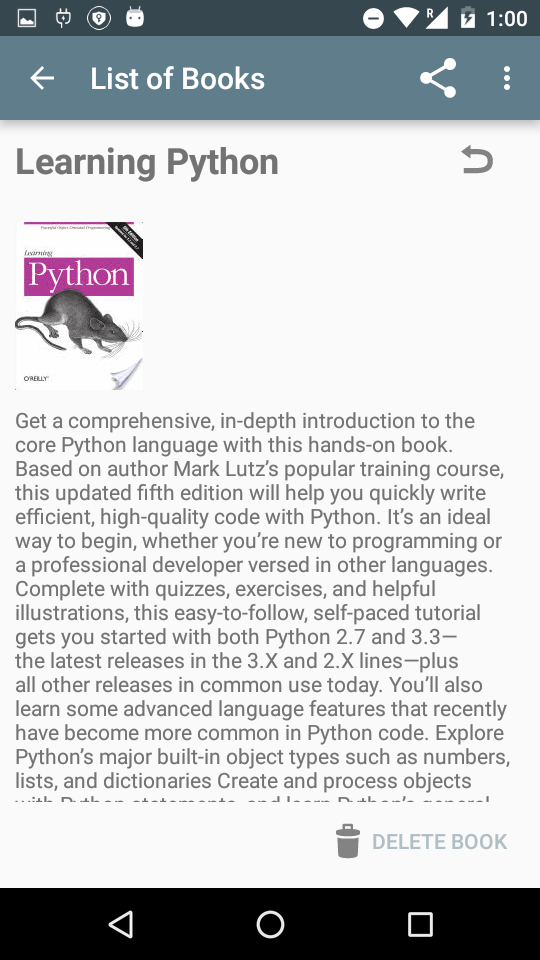 R 1:00
List of Books
Learning Python
Learning
Python
O'REILLY
Get a comprehensive, in-depth introduction to the
core Python language with this hands-on book.
Based on author Mark Lutz’s popular training course,
this updated fifth edition will help you quickly write
efficient, high-quality code with Python. It’s an ideal
way to begin, whether you’re new to programming or
a professional developer versed in other languages.
Complete with quizzes, exercises, and helpful
illustrations, this easy-to-follow, self-paced tutorial
gets you started with both Python 2.7 and 3.3—
the latest releases in the 3.X and 2.X lines—plus
all other releases in common use today. You’ll also
learn some advanced language features that recently
have become more common in Python code. Explore
Python’s major built-in object types such as numbers,
lists, and dictionaries Create and process objects
with Python statements, and learn Python’s general
DELETE BOOK